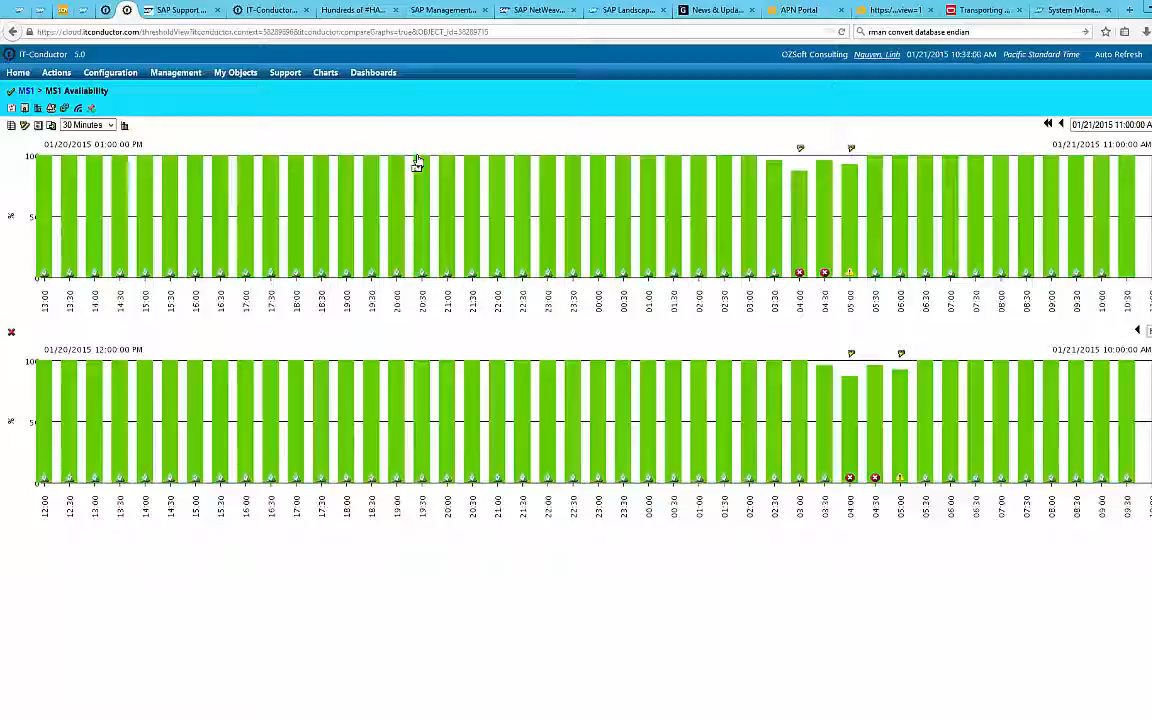 SAP Support ...
IT-Conductor...
Hundreds of #HA...
SAP Management...
SAP NetWeav...
SAP Landscap...
News & Upda...
APN Portal
https:/...view=1
Transporting ...
System Moni...
rman convert database endian
IT-Conductor 5.0
OZSoft Consulting Nguyen, Linh
Pacific Standard Time Auto Refresh
Home Actions Configuration Management My Objects Support Charts Dashboards
MS1 > MS1 Availability
30 Minutes
01/21/2015 11:00:00 A
01/20/2015 01:00:00 PM
01/21/2015 11:00:00 AM
13:00 13:30 14:00 14:30 15:00 15:30 16:00 16:30 17:00 17:30 18:00 18:30 19:00 19:30 20:00 20:30 21:00 21:30 22:00 22:30 23:00 23:30 00:00 00:30 01:00 01:30 02:00 02:30 03:00 03:30 04:00 04:30 05:00 05:30 06:00 06:30 07:00 07:30 08:00 08:30 09:00 09:30 10:00 10:30
01/20/2015 12:00:00 PM
01/21/2015 10:00:00 AM
12:00 12:30 13:00 13:30 14:00 14:30 15:00 15:30 16:00 16:30 17:00 17:30 18:00 18:30 19:00 19:30 20:00 20:30 21:00 21:30 22:00 22:30 23:00 23:30 00:00 00:30 01:00 01:30 02:00 02:30 03:00 03:30 04:00 04:30 05:00 05:30 06:00 06:30 07:00 07:30 08:00 08:30 09:00 09:30